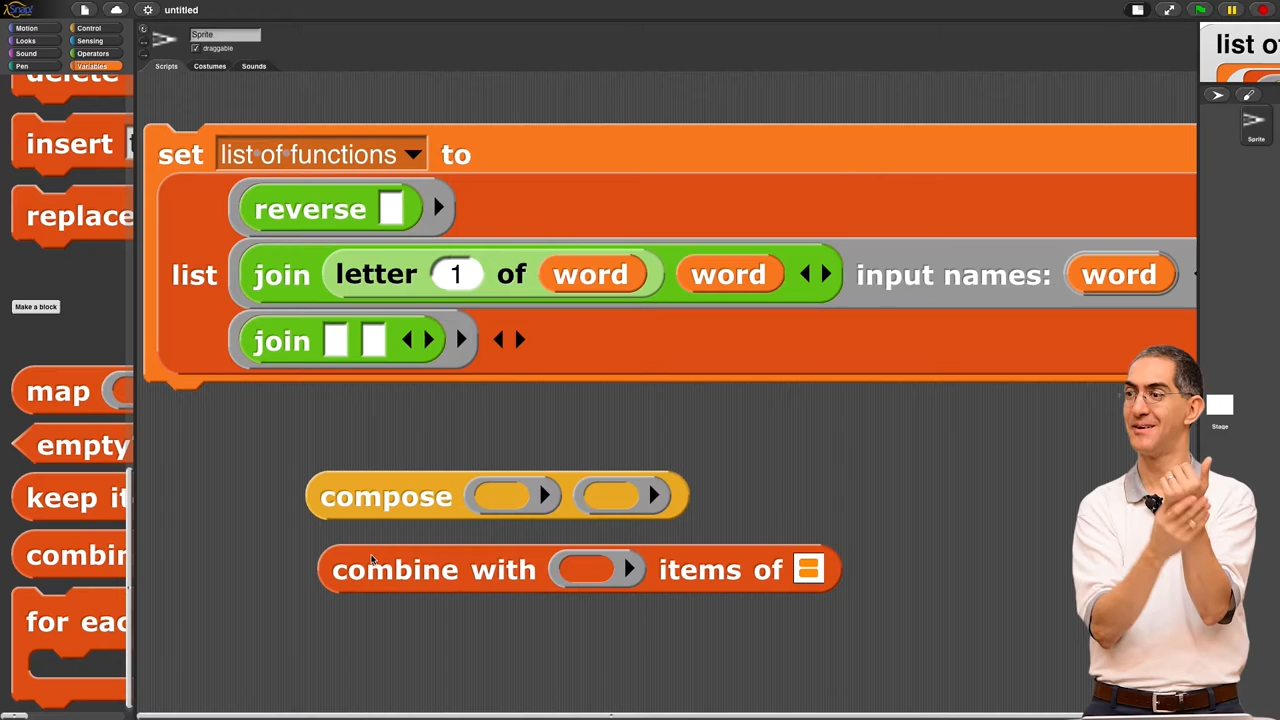 Snap!
untitled
Motion Control
Looks Sensing
Sound Operators
Pen Variables
Sprite
draggable
Scripts Costumes Sounds
list of
Sprite
Stage
delete
insert
replace
Make a block
map
empty
keep it
combin
for eac
set list of functions to
list
reverse
join letter 1 of word word input names: word
join
compose
combine with items of